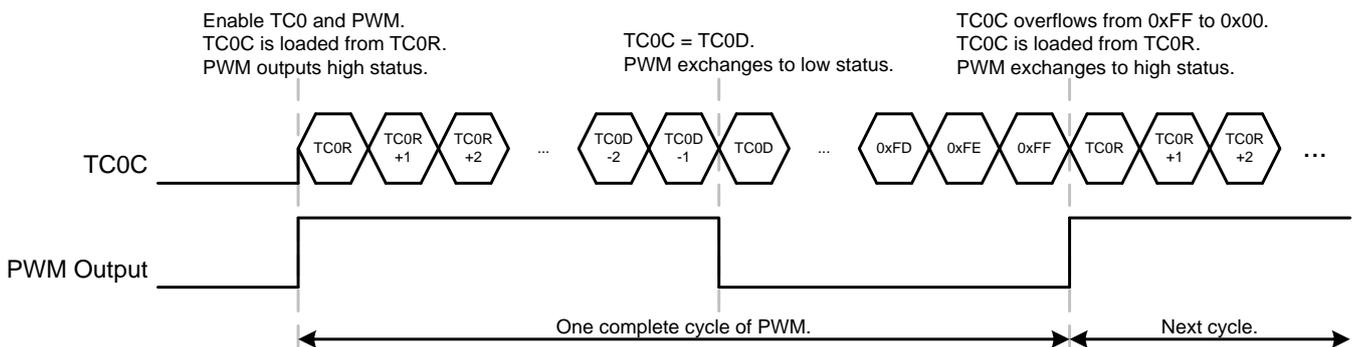 Enable TC0 and PWM.
TC0C is loaded from TC0R.
PWM outputs high status.
TC0C = TC0D.
PWM exchanges to low status.
TC0C overflows from 0xFF to 0x00.
TC0C is loaded from TC0R.
PWM exchanges to high status.
TC0C
TC0R
TC0R
+1
TC0R
+2
...
TC0D
-2
TC0D
-1
TC0D
...
0xFD
0xFE
0xFF
TC0R
TC0R
+1
TC0R
+2
...
PWM Output
One complete cycle of PWM.
Next cycle.